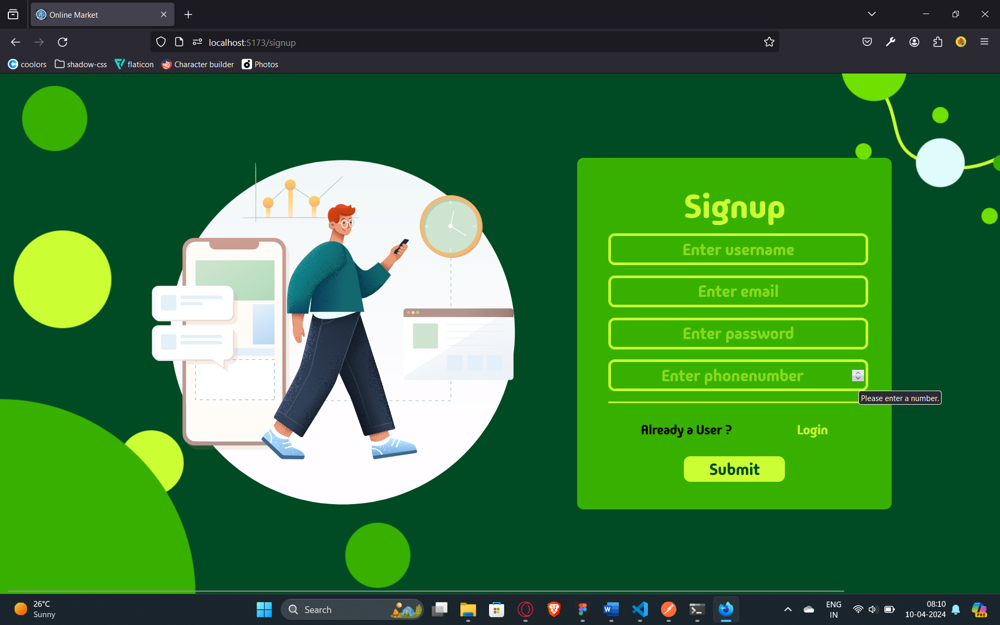 Online Market
localhost:5173/signup
coolors shadow-css flaticon Character builder Photos
Signup
Enter username
Enter email
Enter password
Enter phonenumber
Please enter a number.
Already a User ? Login
Submit
26°C
Sunny
Search
ENG
IN
08:10
10-04-2024
PRE